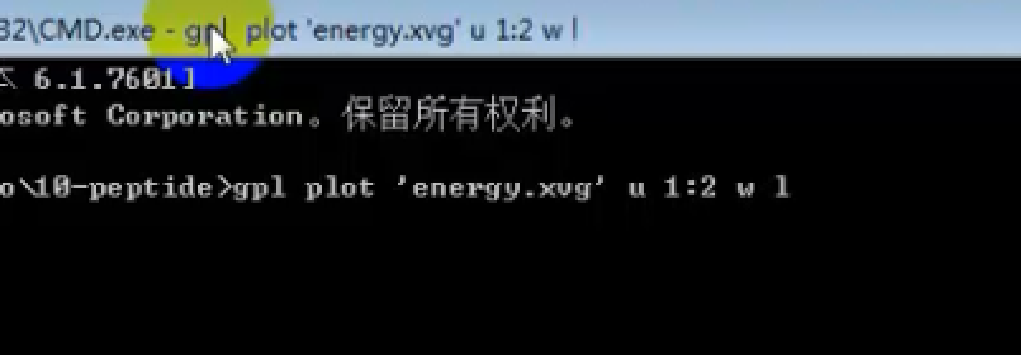 32\CMD.exe - gpl plot 'energy.xvg' u 1:2 w l
6.1.7601]
osoft Corporation。保留所有权利。
o\10-peptide>gpl plot 'energy.xvg' u 1:2 w l